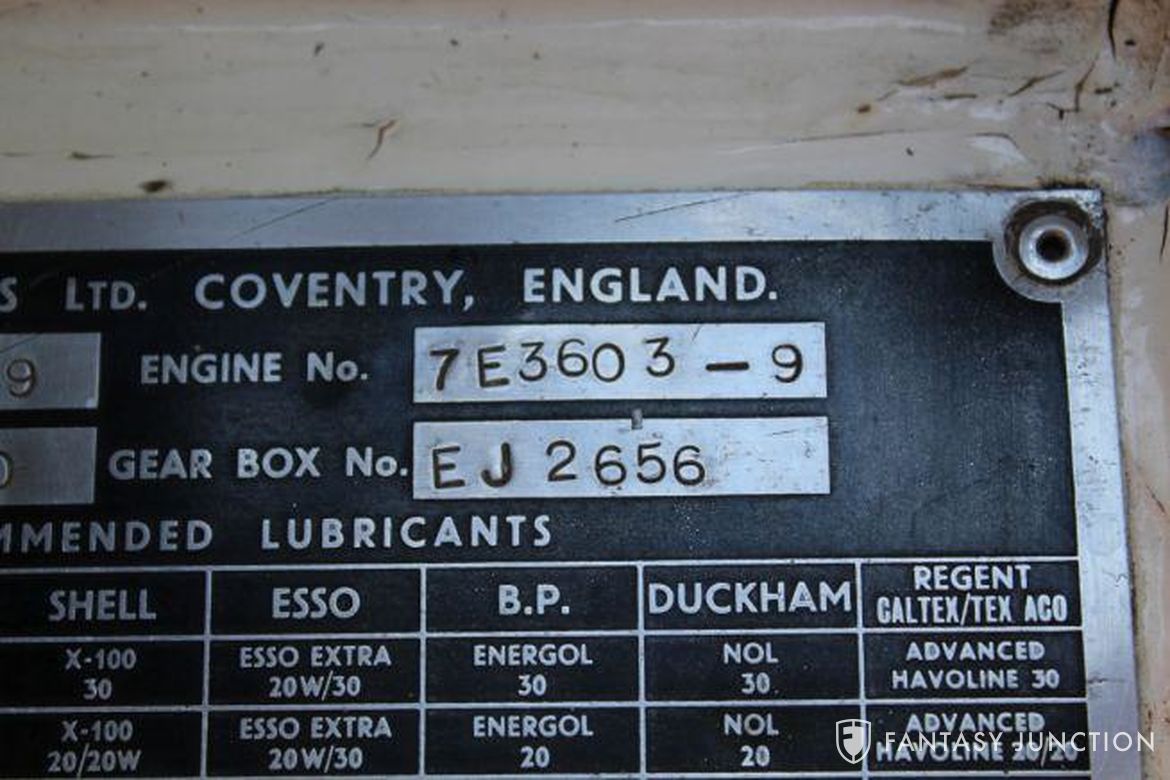 S LTD. COVENTRY, ENGLAND.
9 ENGINE No. 7E3603-9
GEAR BOX No. EJ 2656
MMENDED LUBRICANTS
SHELL ESSO B.P. DUCKHAM REGENT CALTEX/TEX ACO
X-100 30 ESSO EXTRA 20W/30 ENERGOL 30 NOL 30 ADVANCED HAVOLINE 30
X-100 20/20W ESSO EXTRA 20W/30 ENERGOL 20 NOL 20 ADVANCED HAVOLINE 20/20
FANTASY JUNCTION